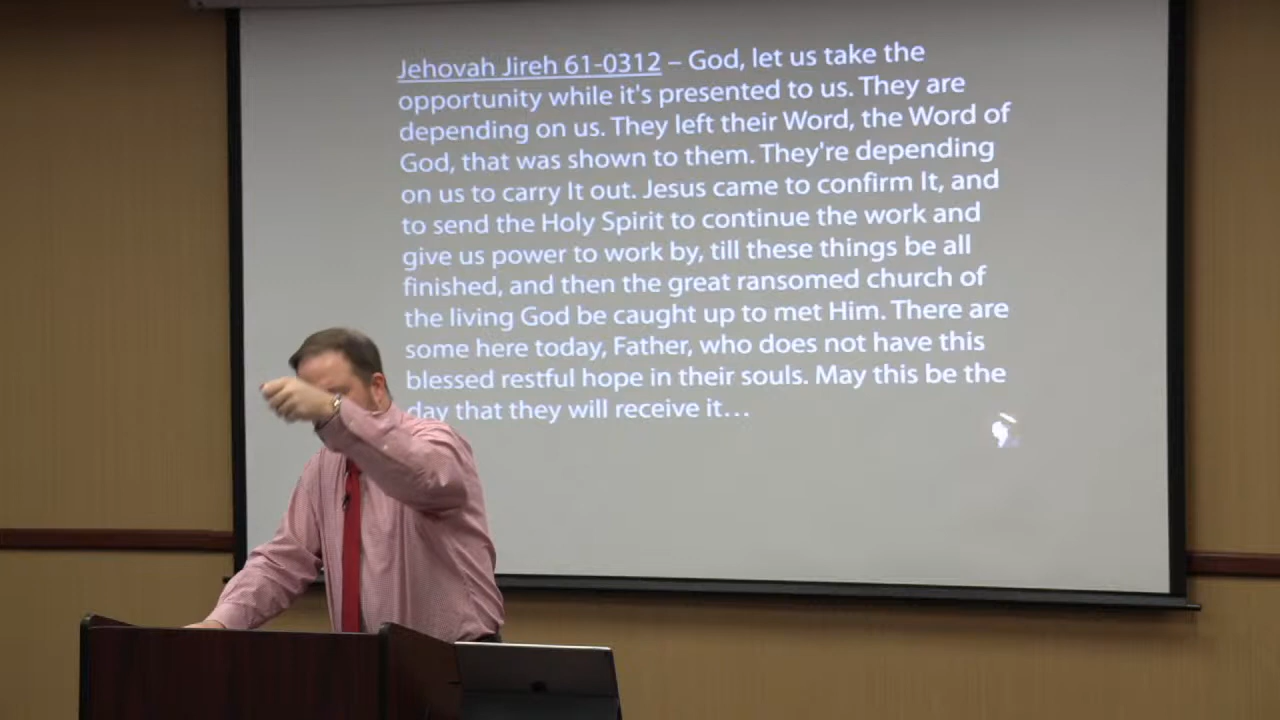 Jehovah Jireh 61-0312 – God, let us take the
opportunity while it's presented to us. They are
depending on us. They left their Word, the Word of
God, that was shown to them. They're depending
on us to carry It out. Jesus came to confirm It, and
to send the Holy Spirit to continue the work and
give us power to work by, till these things be all
finished, and then the great ransomed church of
the living God be caught up to met Him. There are
some here today, Father, who does not have this
blessed restful hope in their souls. May this be the
day that they will receive it…